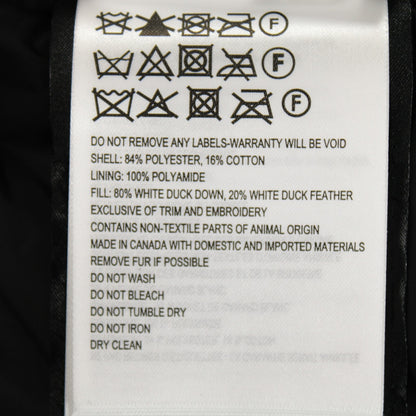 F
F
F
DO NOT REMOVE ANY LABELS-WARRANTY WILL BE VOID
SHELL: 84% POLYESTER, 16% COTTON
LINING: 100% POLYAMIDE
FILL: 80% WHITE DUCK DOWN, 20% WHITE DUCK FEATHER
EXCLUSIVE OF TRIM AND EMBROIDERY
CONTAINS NON-TEXTILE PARTS OF ANIMAL ORIGIN
MADE IN CANADA WITH DOMESTIC AND IMPORTED MATERIALS
REMOVE FUR IF POSSIBLE
DO NOT WASH
DO NOT BLEACH
DO NOT TUMBLE DRY
DO NOT IRON
DRY CLEAN